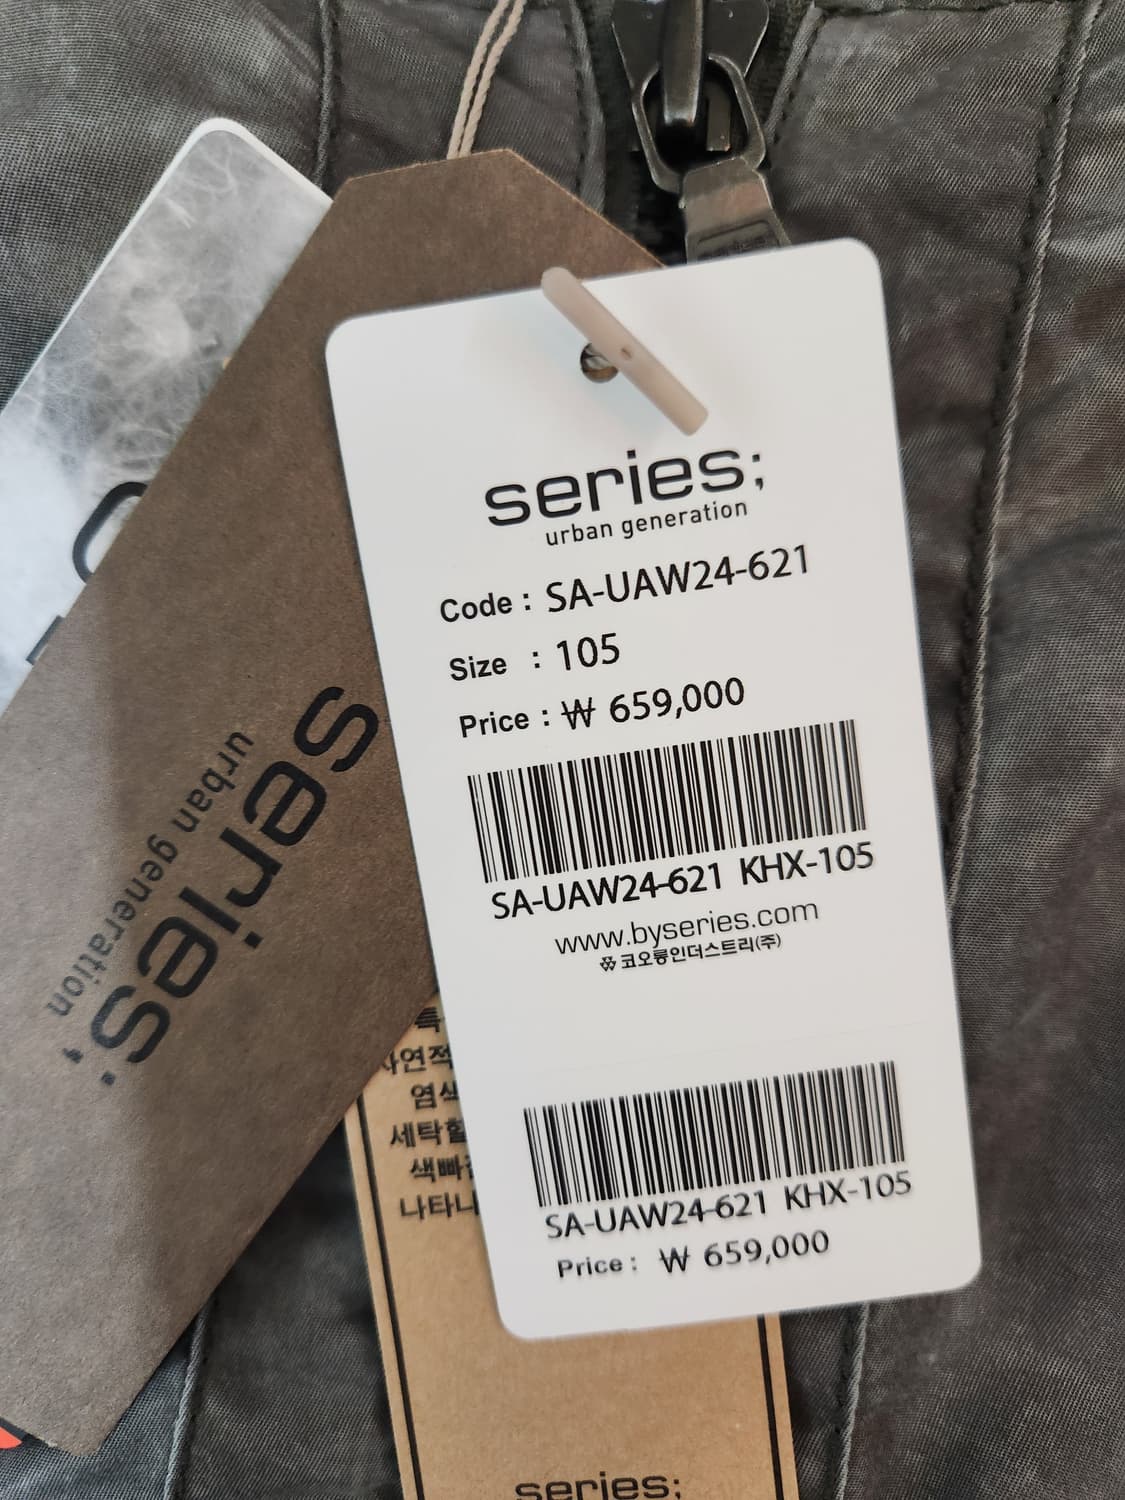 series;
urban generation
Code : SA-UAW24-621
Size : 105
Price : ₩ 659,000
SA-UAW24-621 KHX-105
www.byseries.com
코오롱인더스트리(주)
SA-UAW24-621 KHX-105
Price : ₩ 659,000
series;
urban generation
특
자연적
염색
세탁할
색빠
나타나
series;